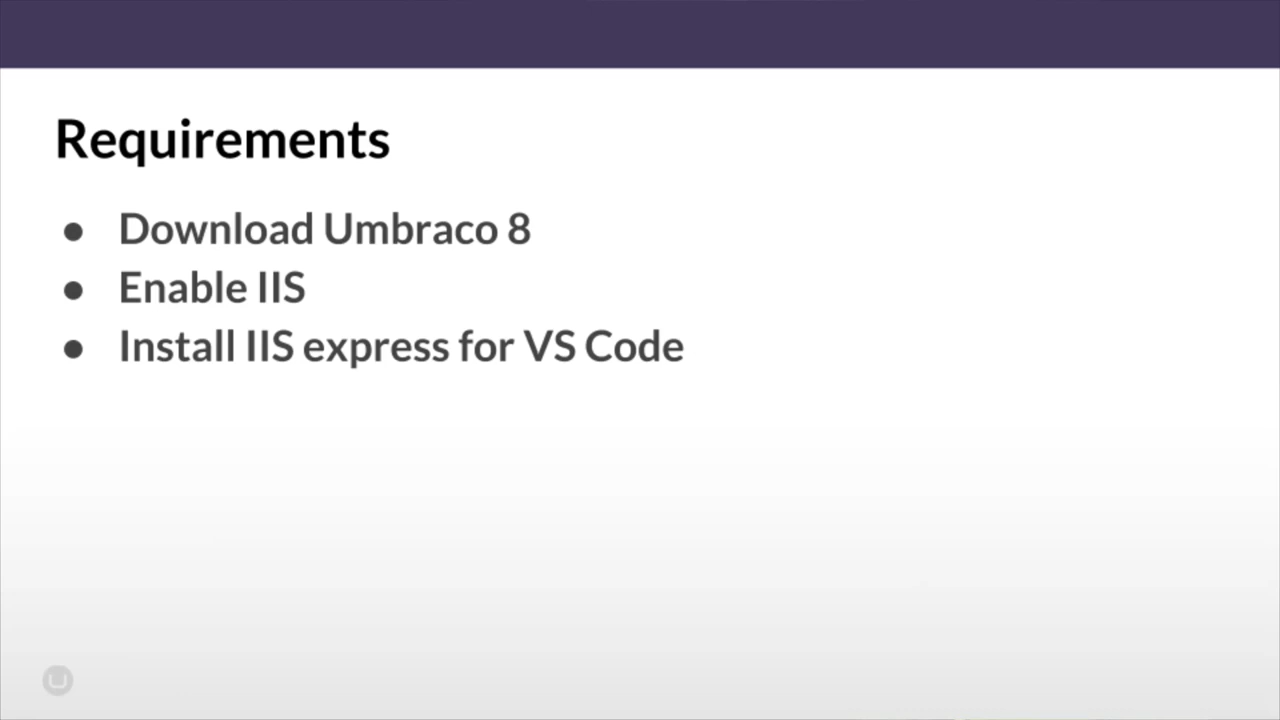 Requirements
● Download Umbraco 8
● Enable IIS
● Install IIS express for VS Code